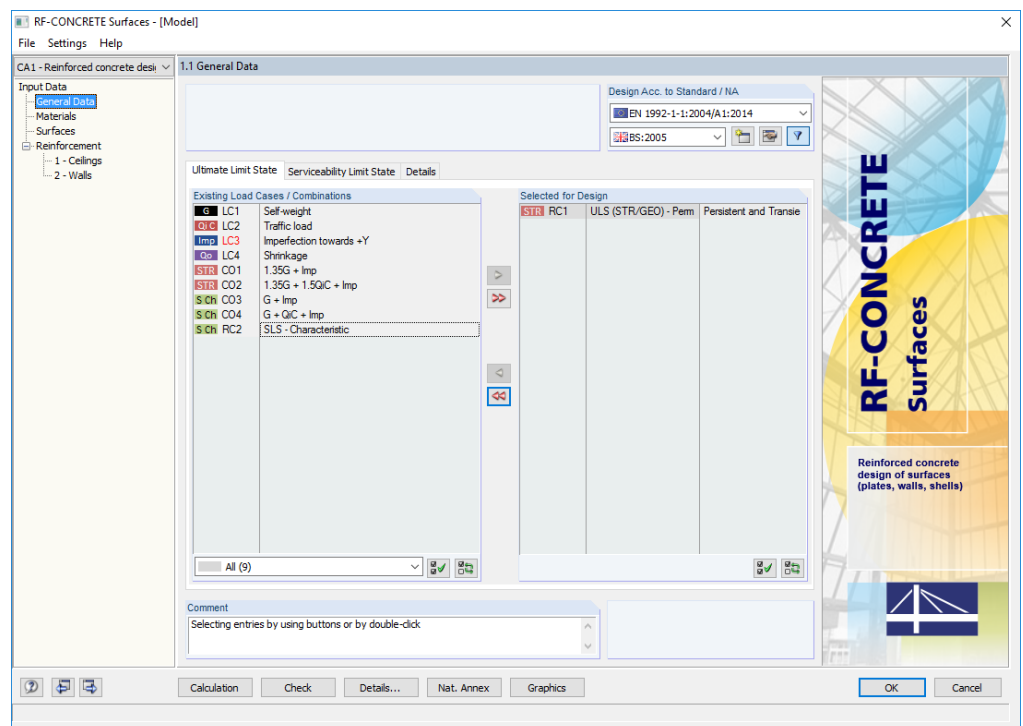 RF-CONCRETE Surfaces - [Model]
File Settings Help
CA1 - Reinforced concrete desi
1.1 General Data
Input Data
General Data
Materials
Surfaces
Reinforcement
1 - Ceilings
2 - Walls
Design Acc. to Standard / NA
EN 1992-1-1:2004/A1:2014
BS:2005
Ultimate Limit State Serviceability Limit State Details
Existing Load Cases / Combinations
G LC1 Self-weight
Qi C LC2 Traffic load
Imp LC3 Imperfection towards +Y
Qo LC4 Shrinkage
STR CO1 1.35G + Imp
STR CO2 1.35G + 1.5QiC + Imp
S Ch CO3 G + Imp
S Ch CO4 G + QiC + Imp
S Ch RC2 SLS - Characteristic
All (9)
Selected for Design
STR RC1 ULS (STR/GEO) - Perm Persistent and Transie
Comment
Selecting entries by using buttons or by double-click
RF-CONCRETE
Surfaces
Reinforced concrete
design of surfaces
(plates, walls, shells)
Calculation Check Details... Nat. Annex Graphics OK Cancel